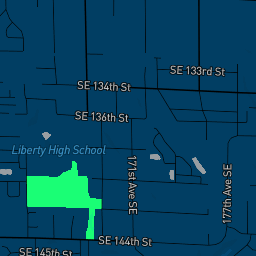 SE 133rd St
SE 134th St
SE 136th St
Liberty High School
171st Ave SE
177th Ave SE
SE 144th St
SE 145th St